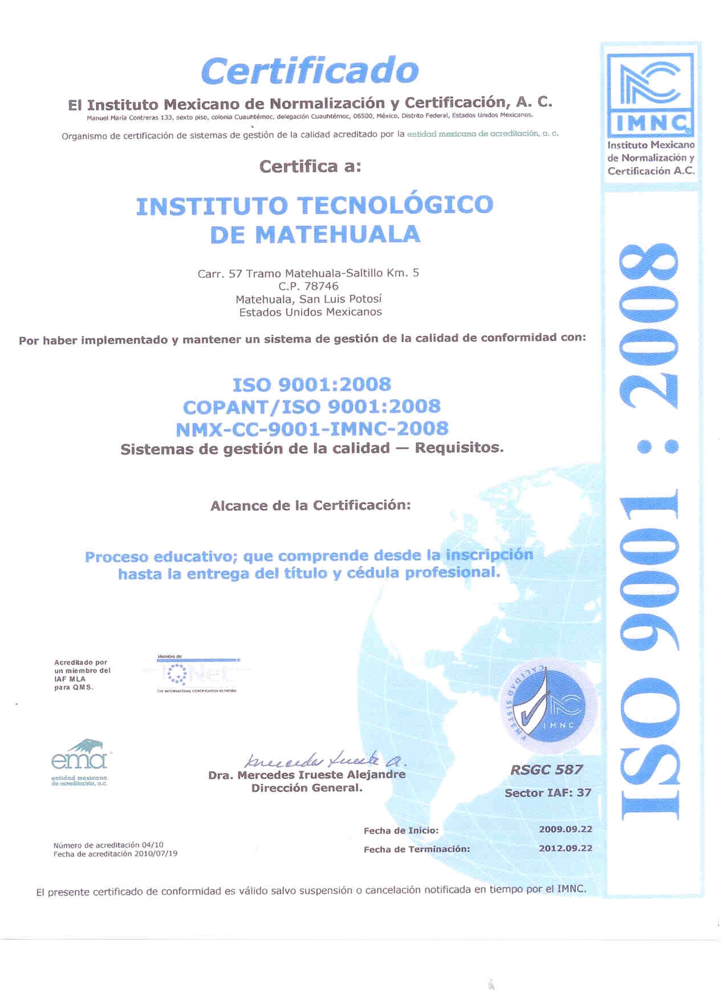 Certificado
El Instituto Mexicano de Normalización y Certificación, A. C.
Manuel María Contreras 133, sexto piso, colonia Cuauhtémoc, delegación Cuauhtémoc, 06500, México, Distrito Federal, Estados Unidos Mexicanos.
Organismo de certificación de sistemas de gestión de la calidad acreditado por la entidad mexicana de acreditación, a. c.
Certifica a:
INSTITUTO TECNOLÓGICO
DE MATEHUALA
Carr. 57 Tramo Matehuala-Saltillo Km. 5
C.P. 78746
Matehuala, San Luis Potosí
Estados Unidos Mexicanos
Por haber implementado y mantener un sistema de gestión de la calidad de conformidad con:
ISO 9001:2008
COPANT/ISO 9001:2008
NMX-CC-9001-IMNC-2008
Sistemas de gestión de la calidad — Requisitos.
Alcance de la Certificación:
Proceso educativo; que comprende desde la inscripción
hasta la entrega del título y cédula profesional.
Acreditado por
un miembro del
IAF MLA
para QMS.
Miembro de:
IQNet
THE INTERNATIONAL CERTIFICATION NETWORK
ema
entidad mexicana
de acreditación, a.c.
Dra. Mercedes Irueste Alejandre
Dirección General.
SISTEMA CALIDAD
IMNC
RSGC 587
Sector IAF: 37
Fecha de Inicio: 2009.09.22
Fecha de Terminación: 2012.09.22
Número de acreditación 04/10
Fecha de acreditación 2010/07/19
El presente certificado de conformidad es válido salvo suspensión o cancelación notificada en tiempo por el IMNC.
IMNC
Instituto Mexicano
de Normalización y
Certificación A.C.
ISO 9001 : 2008